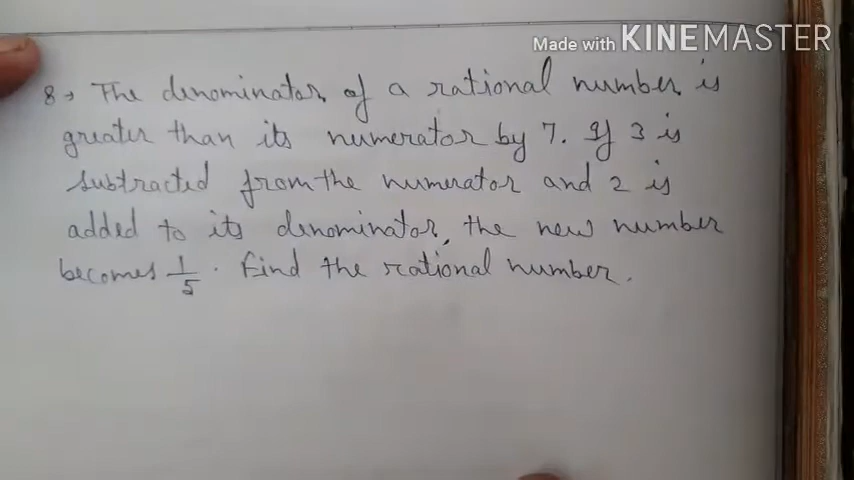 Made with KINEMASTER
8, The denominator of a rational number is
greater than its numerator by 7. If 3 is
subtracted from the numerator and 2 is
added to its denominator, the new number
becomes 1/5. Find the rational number.